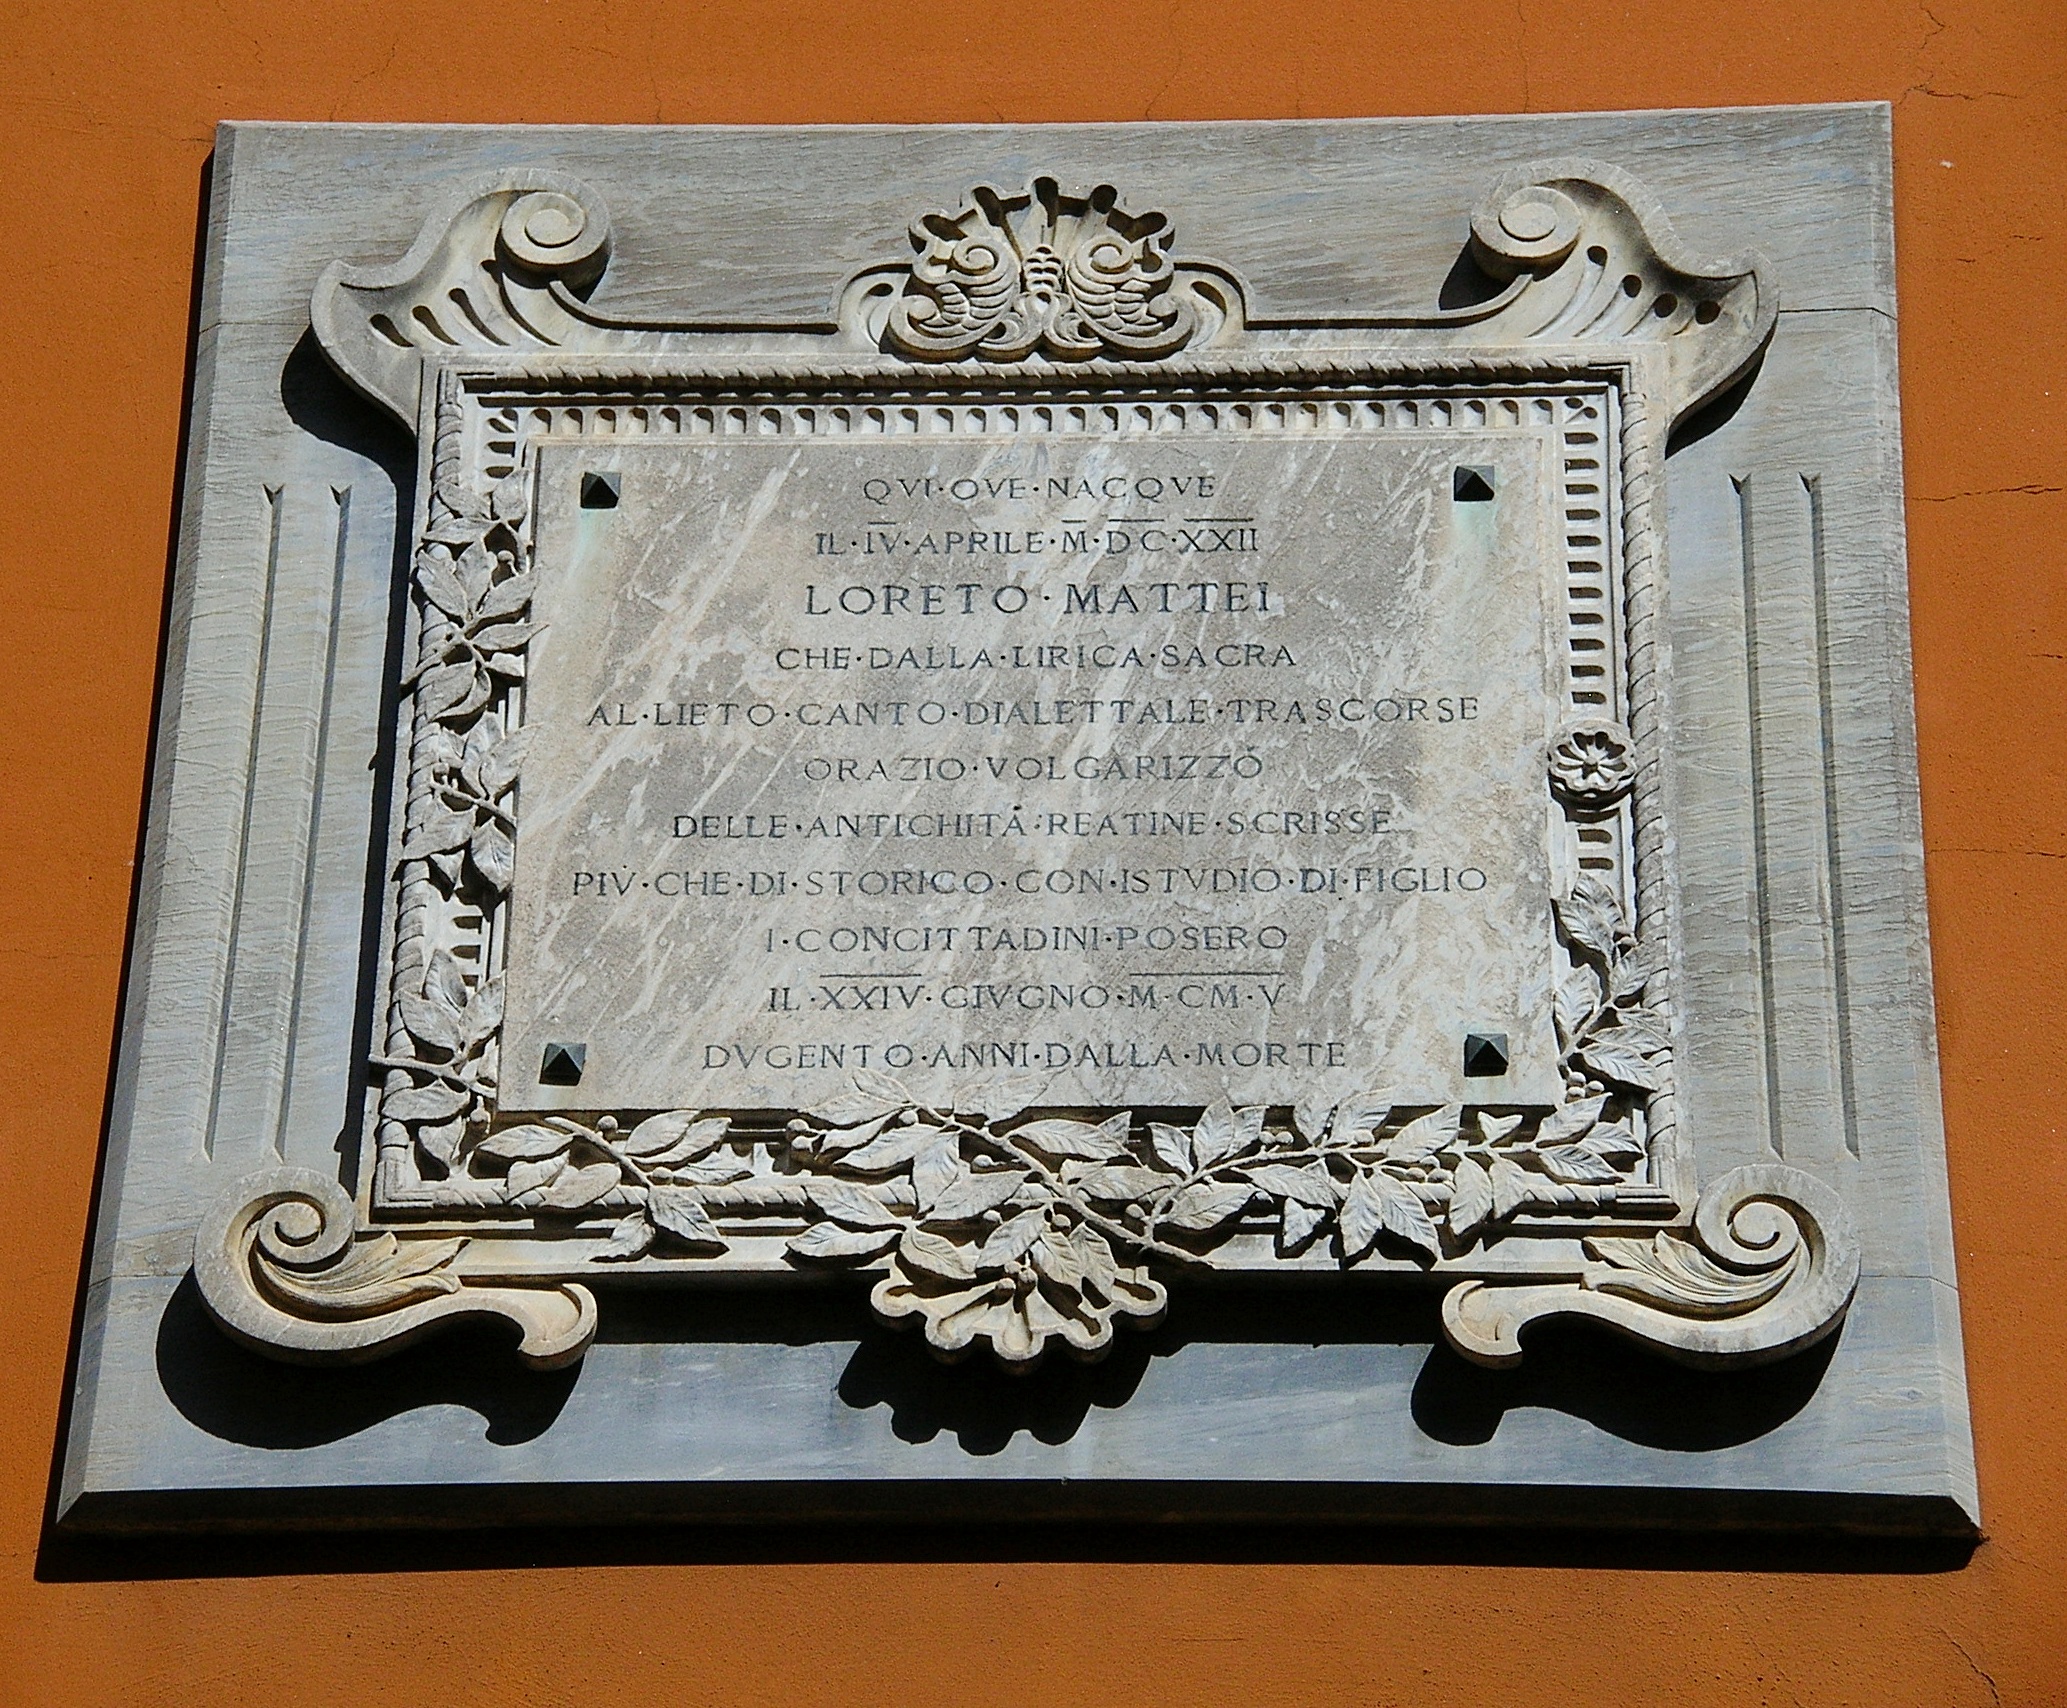 QVI·OVE·NACQVE
IL·IV·APRILE·M·DC·XXII
LORETO·MATTEI
CHE·DALLA·LIRICA·SACRA
AL·LIETO·CANTO·DIALETTALE·TRASCORSE
ORAZIO·VOLGARIZZÒ
DELLE·ANTICHITÀ·REATINE·SCRISSE
PIV̀·CHE·DI·STORICO·CON·ISTVDIO·DI·FIGLIO
I·CONCITTADINI·POSERO
IL·XXIV·GIVGNO·M·CM·V
DVGENTO·ANNI·DALLA·MORTE